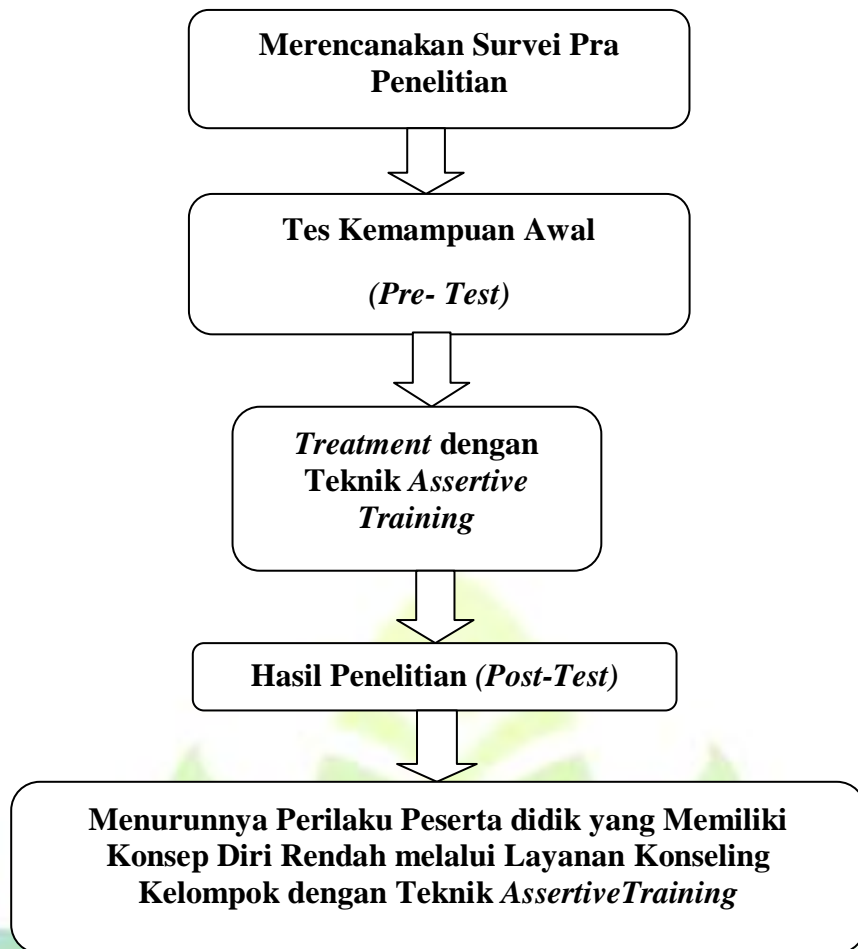 Merencanakan Survei Pra
Penelitian
Tes Kemampuan Awal
(Pre- Test)
Treatment dengan
Teknik Assertive
Training
Hasil Penelitian (Post-Test)
Menurunnya Perilaku Peserta didik yang Memiliki
Konsep Diri Rendah melalui Layanan Konseling
Kelompok dengan Teknik AssertiveTraining